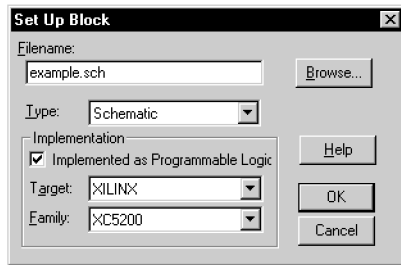 Set Up Block
Filename:
example.sch
Browse...
Type: Schematic
Implementation
Implemented as Programmable Logic
Help
Target: XILINX
OK
Family: XC5200
Cancel